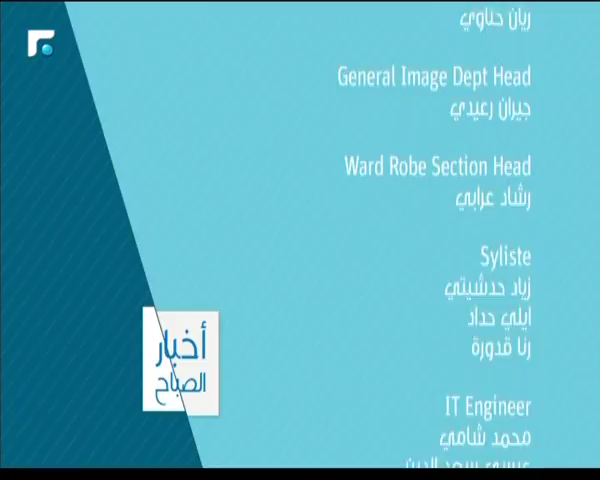 ريان حناوي
General Image Dept Head
جيران رعيدي
Ward Robe Section Head
رشاد عرابي
Syliste
زياد حدشيتي
ايلي حداد
رنا قدورة
IT Engineer
محمد شامي
أخبار
الصباح